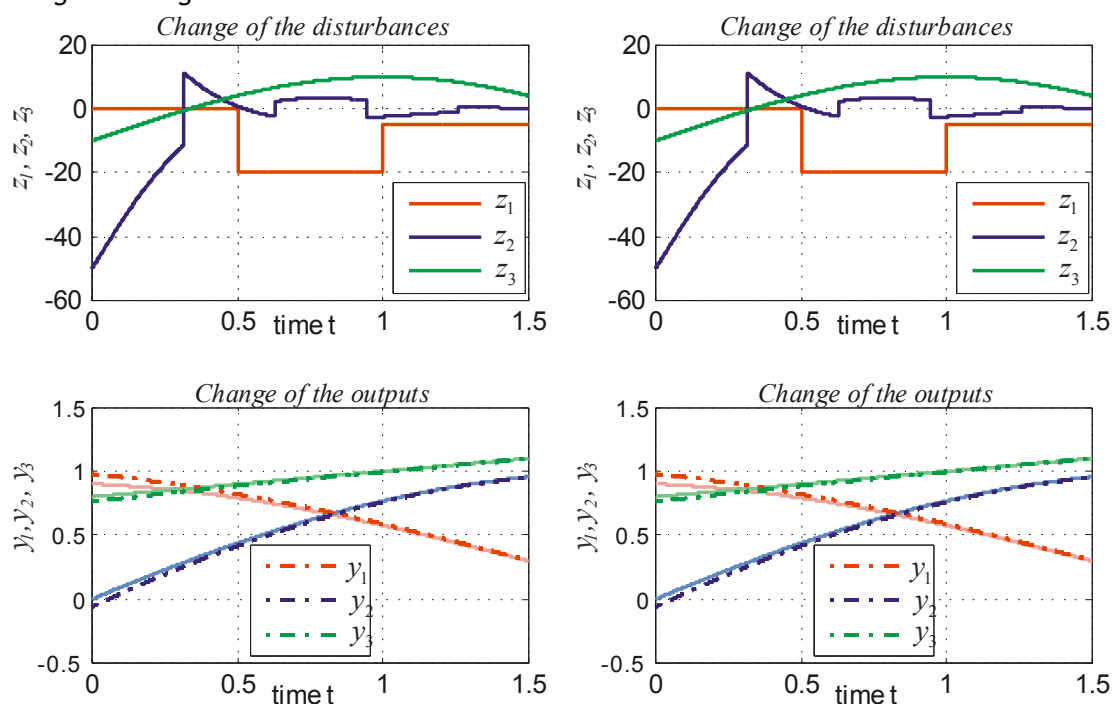 Change of the disturbances
20
0
-20
-40
-60
z₁, z₂, z₃
z₁
z₂
z₃
0
0.5
1
1.5
time t
Change of the disturbances
20
0
-20
-40
-60
z₁, z₂, z₃
z₁
z₂
z₃
0
0.5
1
1.5
time t
Change of the outputs
1.5
1
0.5
0
-0.5
y₁, y₂, y₃
y₁
y₂
y₃
0
0.5
1
1.5
time t
Change of the outputs
1.5
1
0.5
0
-0.5
y₁, y₂, y₃
y₁
y₂
y₃
0
0.5
1
1.5
time t